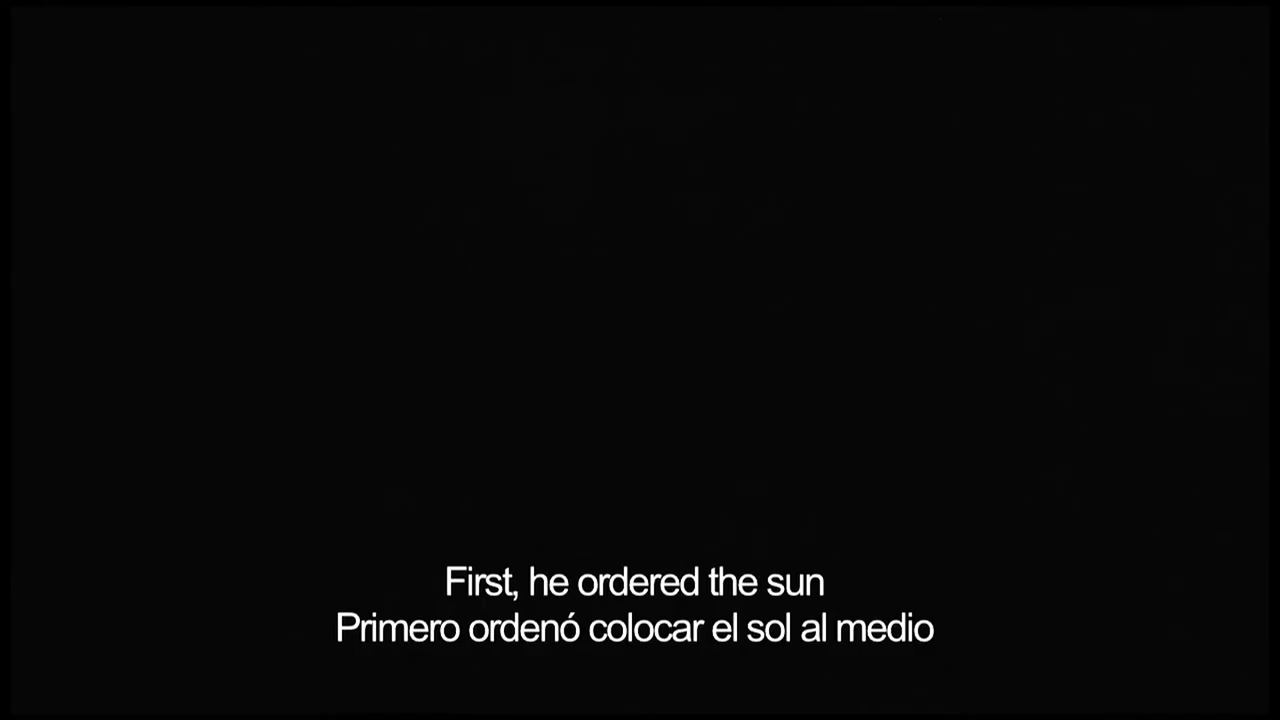 First, he ordered the sun
Primero ordenó colocar el sol al medio